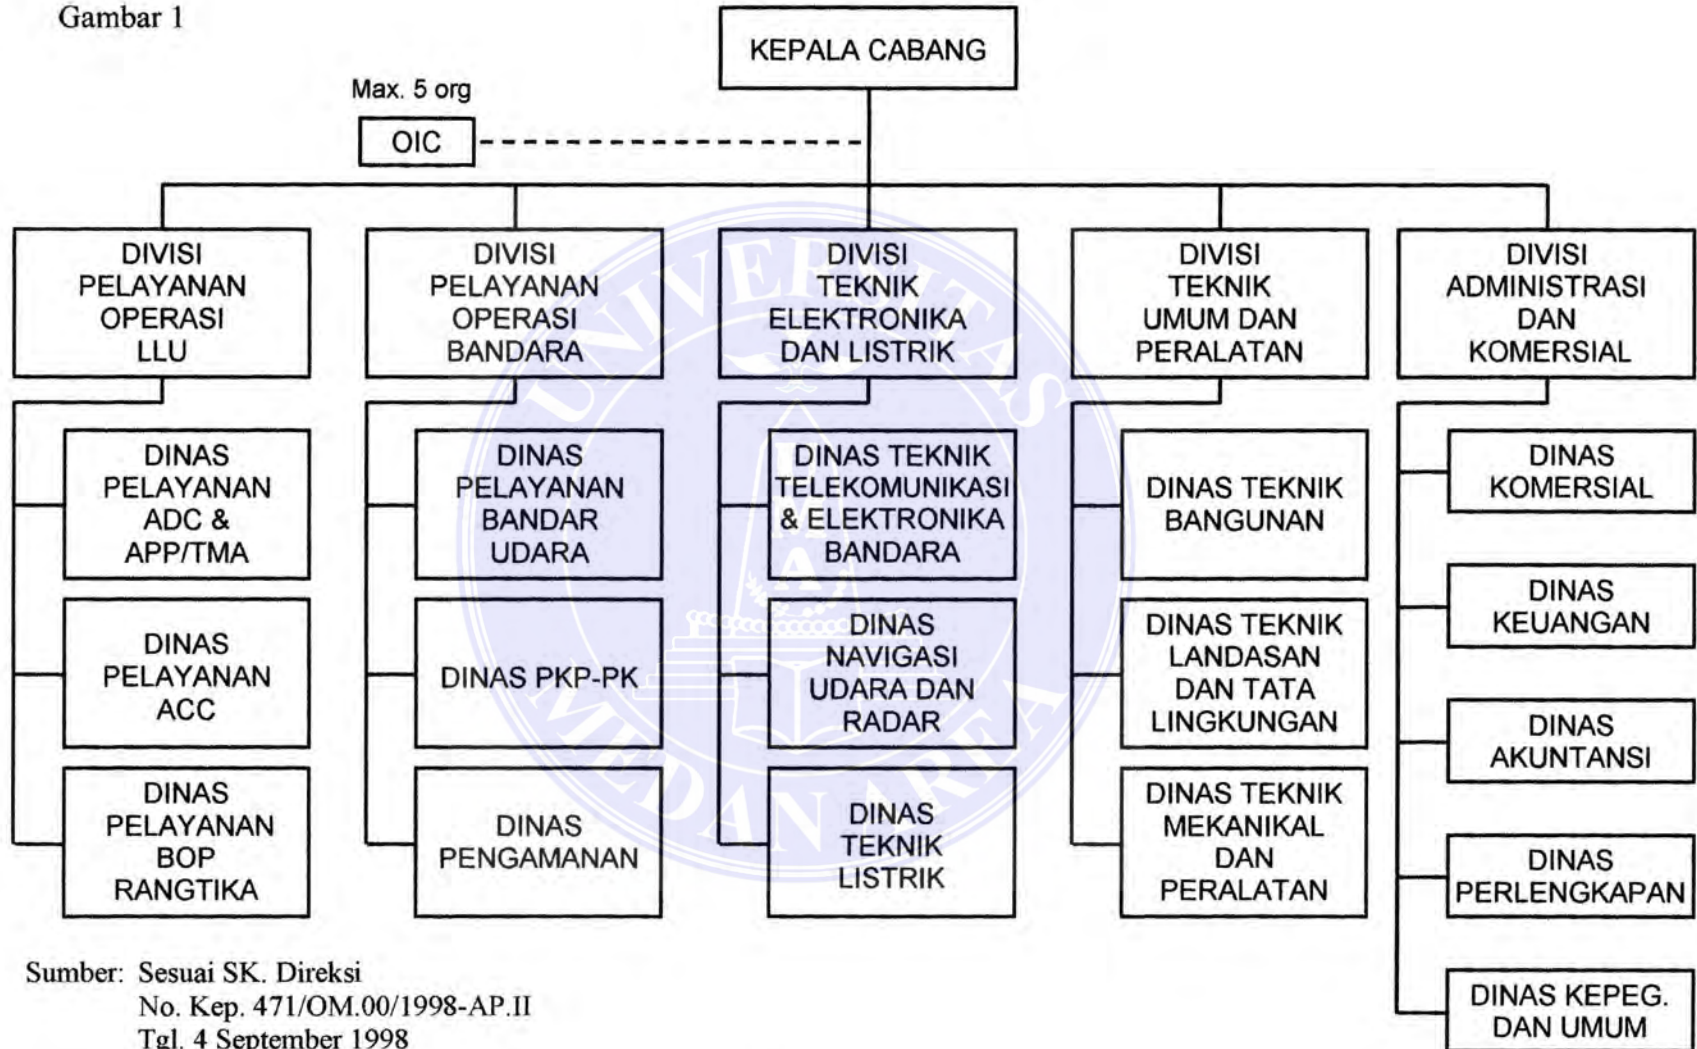 Gambar 1
KEPALA CABANG
Max. 5 org
OIC
DIVISI
PELAYANAN
OPERASI
LLU
DIVISI
PELAYANAN
OPERASI
BANDARA
DIVISI
TEKNIK
ELEKTRONIKA
DAN LISTRIK
DIVISI
TEKNIK
UMUM DAN
PERALATAN
DIVISI
ADMINISTRASI
DAN
KOMERSIAL
DINAS
PELAYANAN
ADC &
APP/TMA
DINAS
PELAYANAN
ACC
DINAS
PELAYANAN
BOP
RANGTIKA
DINAS
PELAYANAN
BANDAR
UDARA
DINAS PKP-PK
DINAS
PENGAMANAN
DINAS TEKNIK
TELEKOMUNIKASI
& ELEKTRONIKA
BANDARA
DINAS
NAVIGASI
UDARA DAN
RADAR
DINAS
TEKNIK
LISTRIK
DINAS TEKNIK
BANGUNAN
DINAS TEKNIK
LANDASAN
DAN TATA
LINGKUNGAN
DINAS TEKNIK
MEKANIKAL
DAN
PERALATAN
DINAS
KOMERSIAL
DINAS
KEUANGAN
DINAS
AKUNTANSI
DINAS
PERLENGKAPAN
DINAS KEPEG.
DAN UMUM
UNIVERSITAS
MEDAN AREA
Sumber: Sesuai SK. Direksi
No. Kep. 471/OM.00/1998-AP.II
Tgl. 4 September 1998